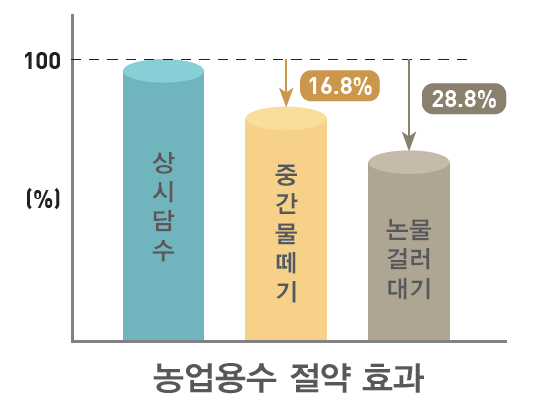 100
16.8%
28.8%
(%)
상시담수
중간물떼기
논물
걸러
대기
농업용수 절약 효과